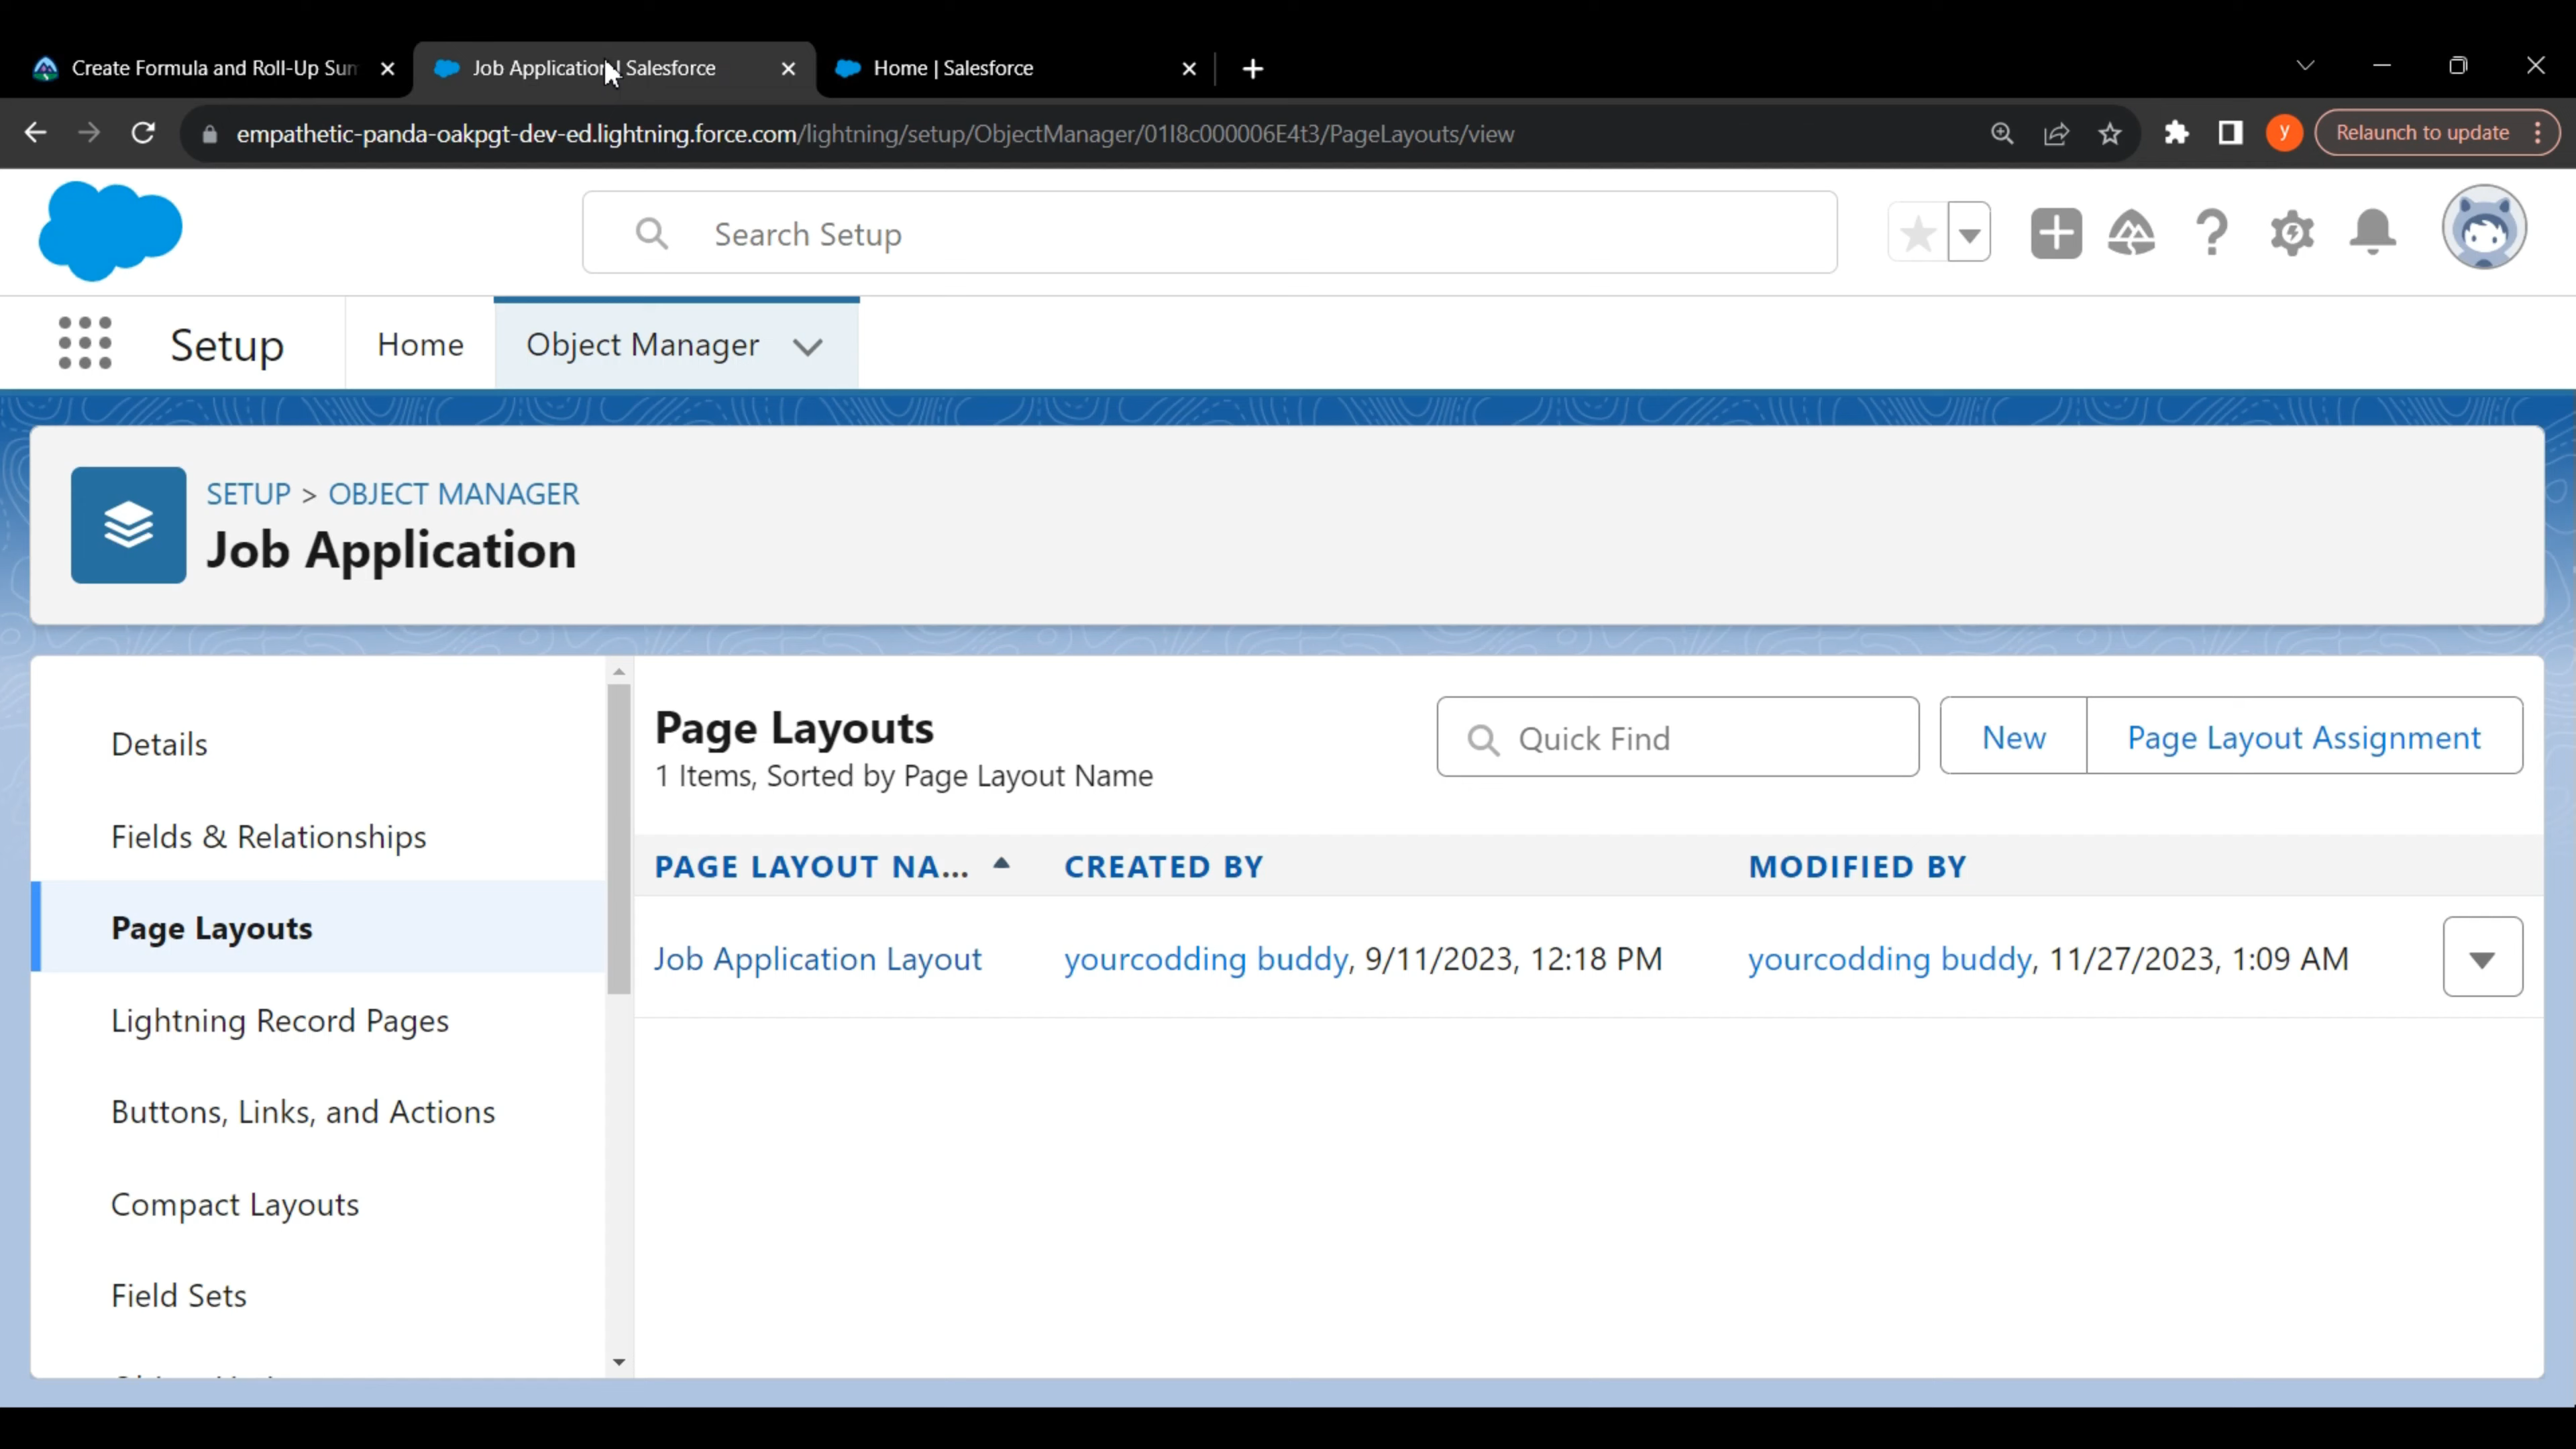 Create Formula and Roll-Up Sum
Job Application | Salesforce
Home | Salesforce
empathetic-panda-oakpgt-dev-ed.lightning.force.com/lightning/setup/ObjectManager/01I8c000006E4t3/PageLayouts/view
y
Relaunch to update
Search Setup
Setup
Home
Object Manager
SETUP > OBJECT MANAGER
Job Application
Details
Fields & Relationships
Page Layouts
Lightning Record Pages
Buttons, Links, and Actions
Compact Layouts
Field Sets
Page Layouts
1 Items, Sorted by Page Layout Name
Quick Find
New
Page Layout Assignment
PAGE LAYOUT NA... CREATED BY MODIFIED BY
Job Application Layout yourcodding buddy, 9/11/2023, 12:18 PM yourcodding buddy, 11/27/2023, 1:09 AM